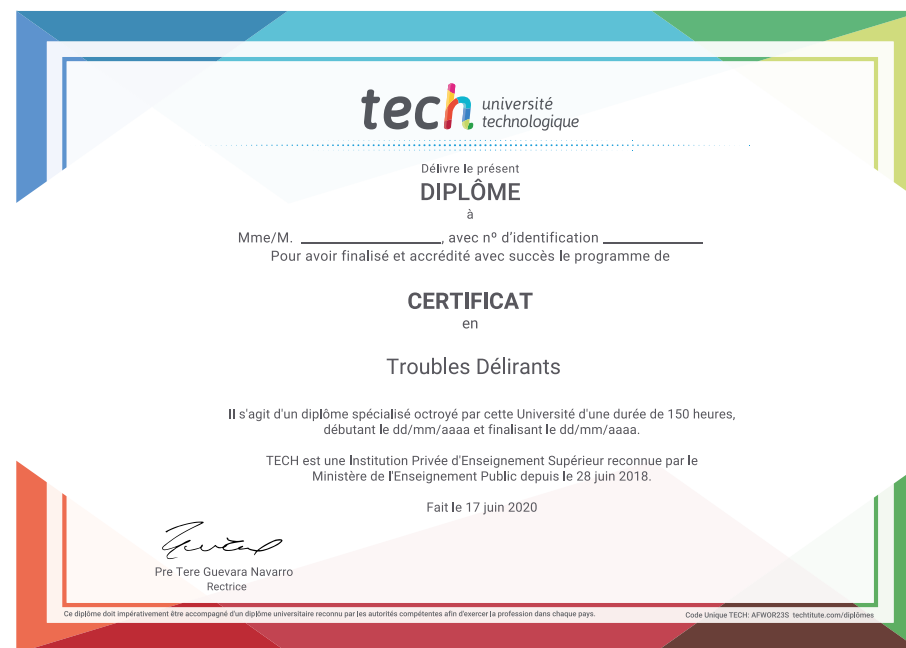 tech université
technologique
Délivre le présent
DIPLÔME
à
Mme/M. ____________________, avec nº d'identification ______________
Pour avoir finalisé et accrédité avec succès le programme de
CERTIFICAT
en
Troubles Délirants
Il s'agit d'un diplôme spécialisé octroyé par cette Université d'une durée de 150 heures,
débutant le dd/mm/aaaa et finalisant le dd/mm/aaaa.
TECH est une Institution Privée d'Enseignement Supérieur reconnue par le
Ministère de l'Enseignement Public depuis le 28 juin 2018.
Fait le 17 juin 2020
Pre Tere Guevara Navarro
Rectrice
Ce diplôme doit impérativement être accompagné d'un diplôme universitaire reconnu par les autorités compétentes afin d'exercer la profession dans chaque pays.
Code Unique TECH: AFWOR23S techtitute.com/diplômes